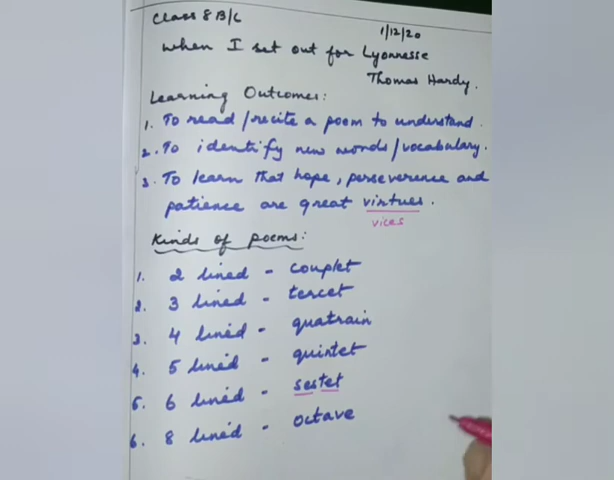 Class 8 B/C
1/12/20
When I set out for Lyonnesse
Thomas Hardy.
Learning Outcomes:
1. To read/recite a poem to understand.
2. To identify new words/vocabulary.
3. To learn that hope, perseverence and
patience are great virtues.
vices
Kinds of poems:
1. 2 lined - couplet
2. 3 lined - tercet
3. 4 lined - quatrain
4. 5 lined - quintet
5. 6 lined - sestet
6. 8 lined - octave